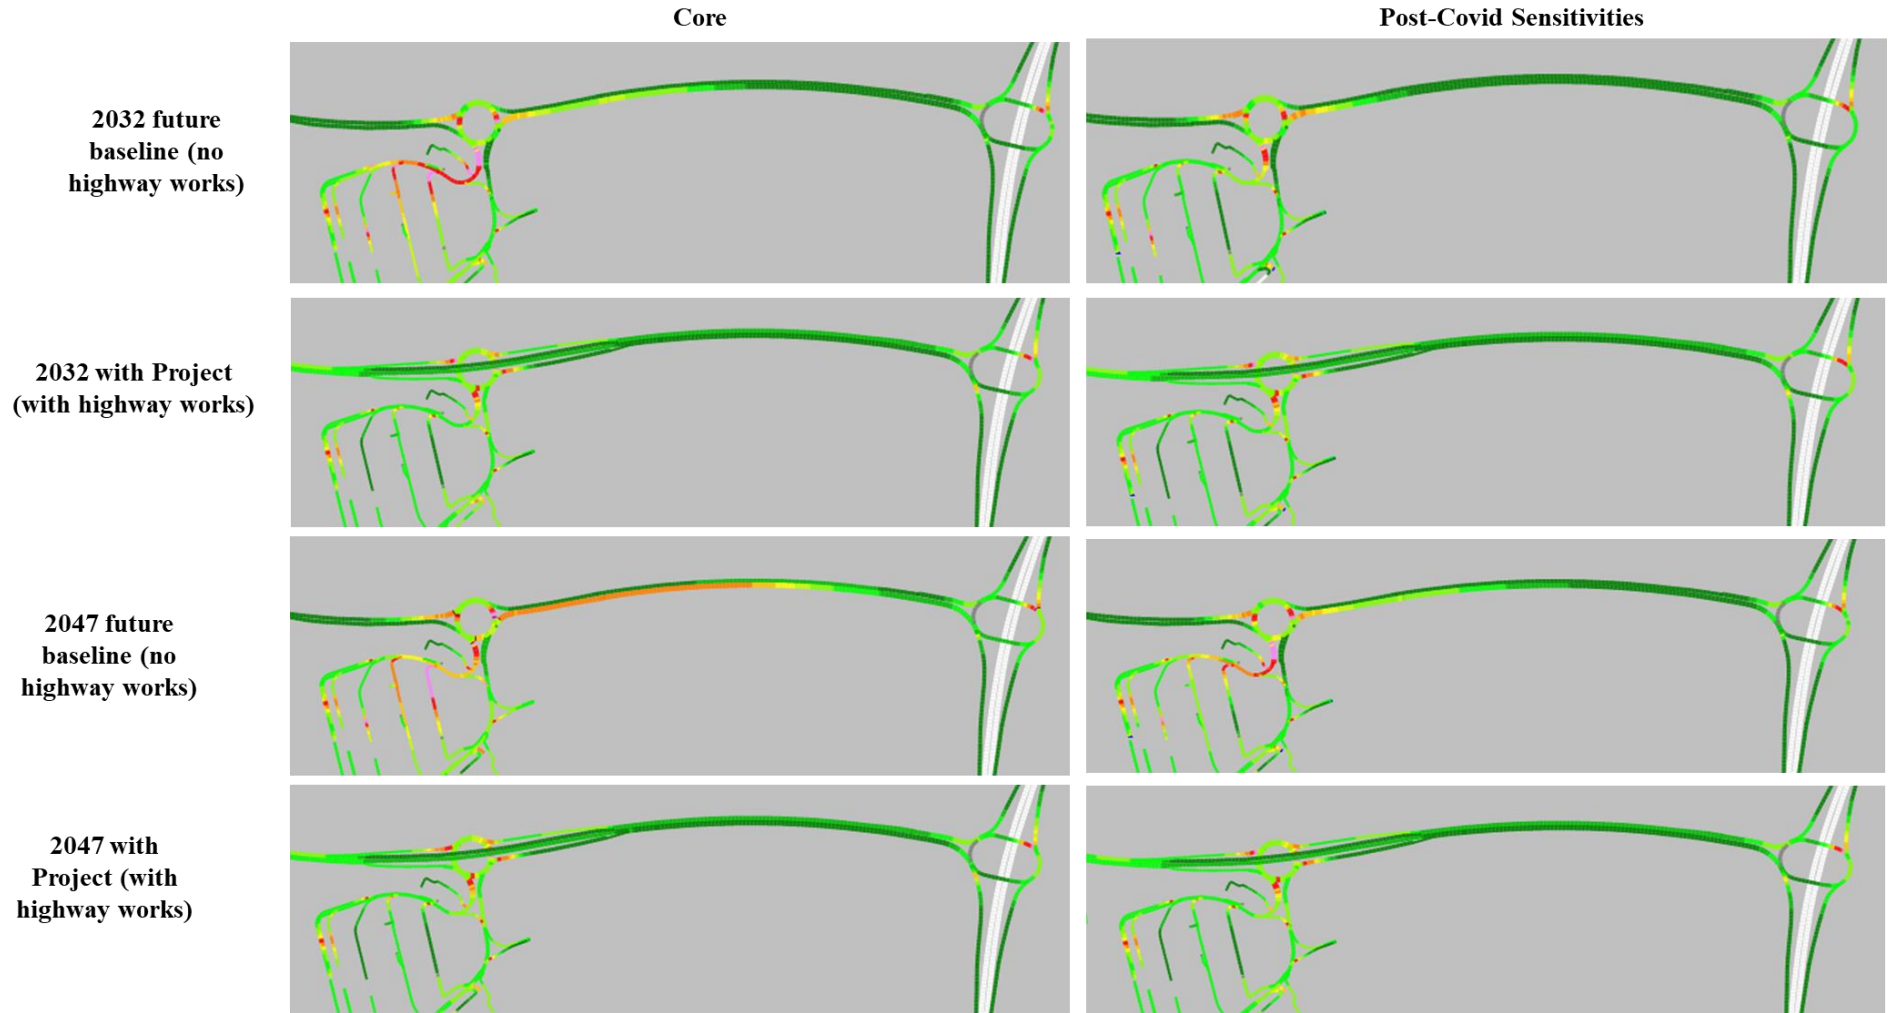 Core
Post-Covid Sensitivities
2032 future
baseline (no
highway works)
2032 with Project
(with highway works)
2047 future
baseline (no
highway works)
2047 with
Project (with
highway works)